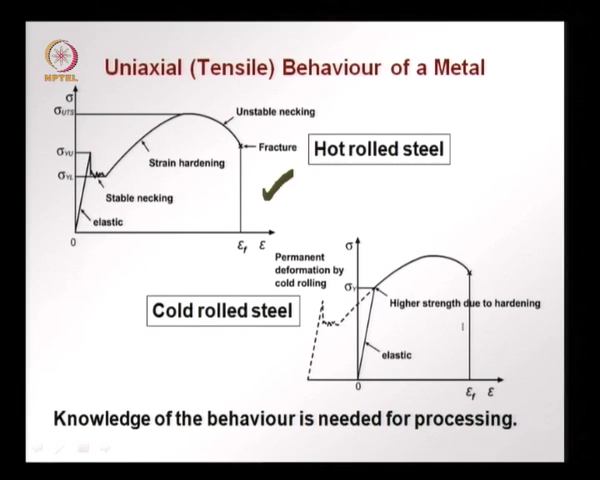 NPTEL
Uniaxial (Tensile) Behaviour of a Metal
σ
σUTS
Unstable necking
σYU
Fracture
Hot rolled steel
Strain hardening
σYL
Stable necking
elastic
0
εf ε
Permanent
deformation by
cold rolling
σ
σY
Higher strength due to hardening
Cold rolled steel
elastic
0
εf ε
Knowledge of the behaviour is needed for processing.